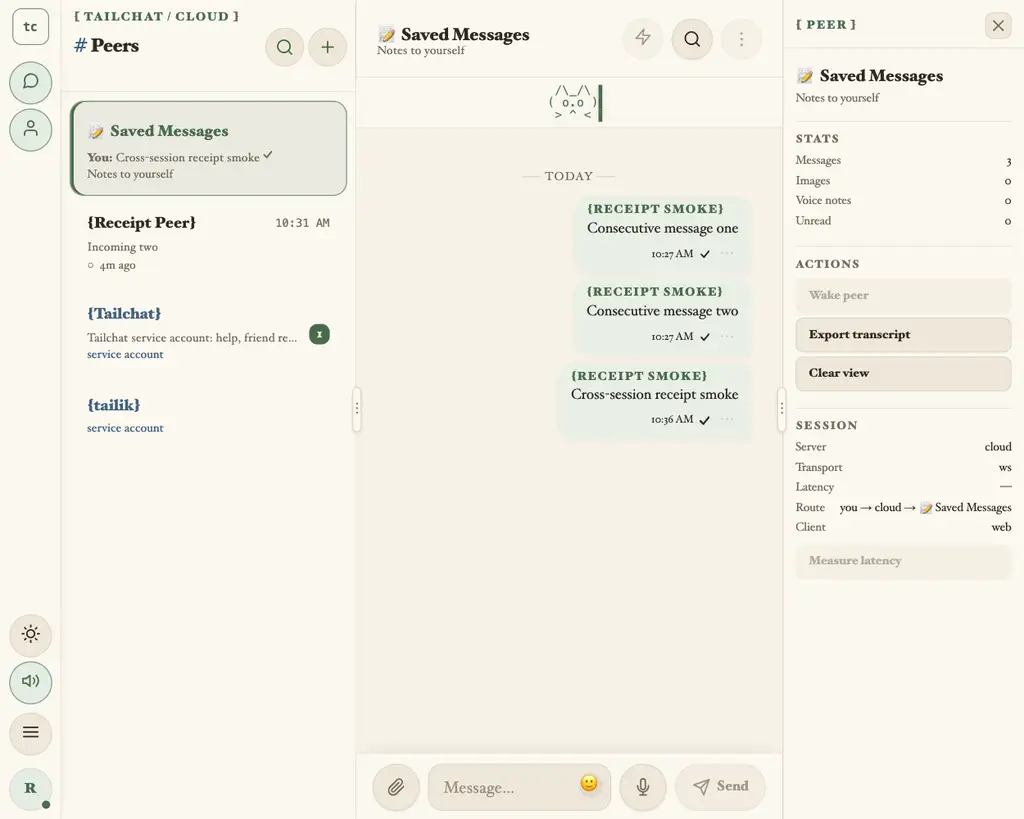 tc
[ TAILCHAT / CLOUD ]
# Peers
📝 Saved Messages
You: Cross-session receipt smoke ✓
Notes to yourself
{Receipt Peer} 10:31 AM
Incoming two
○ 4m ago
{Tailchat}
Tailchat service account: help, friend re... 1
service account
{tailik}
service account
R
📝 Saved Messages
Notes to yourself
/\_/\
( o.o )
> ^ <
TODAY
{RECEIPT SMOKE}
Consecutive message one
10:27 AM ✓ ...
{RECEIPT SMOKE}
Consecutive message two
10:27 AM ✓ ...
{RECEIPT SMOKE}
Cross-session receipt smoke
10:36 AM ✓ ...
Message... 🙂
Send
[ PEER ]
📝 Saved Messages
Notes to yourself
STATS
Messages 3
Images 0
Voice notes 0
Unread 0
ACTIONS
Wake peer
Export transcript
Clear view
SESSION
Server cloud
Transport ws
Latency —
Route you → cloud → 📝 Saved Messages
Client web
Measure latency